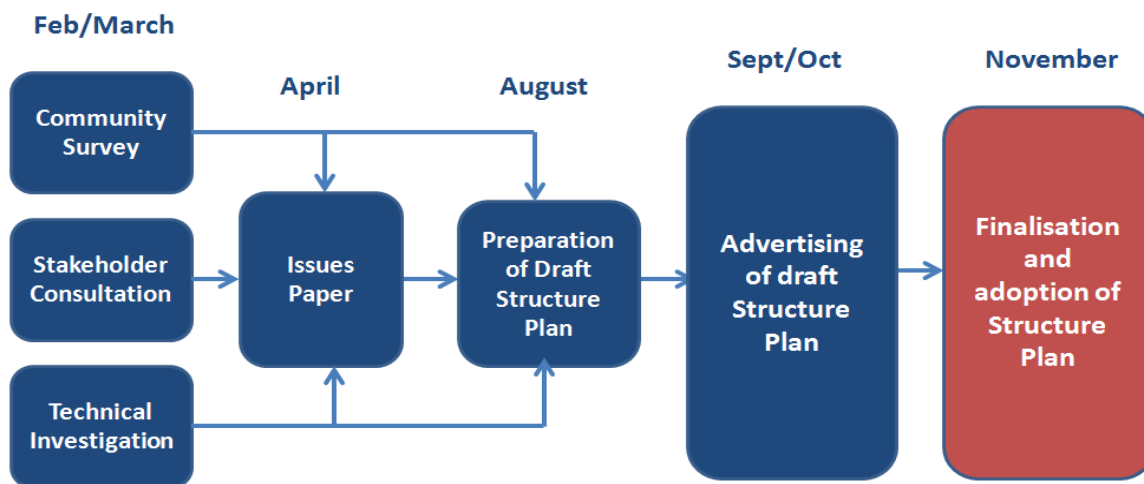 Feb/March
Community
Survey
Stakeholder
Consultation
Technical
Investigation
April
Issues
Paper
August
Preparation
of Draft
Structure
Plan
Sept/Oct
Advertising
of draft
Structure
Plan
November
Finalisation
and
adoption of
Structure
Plan